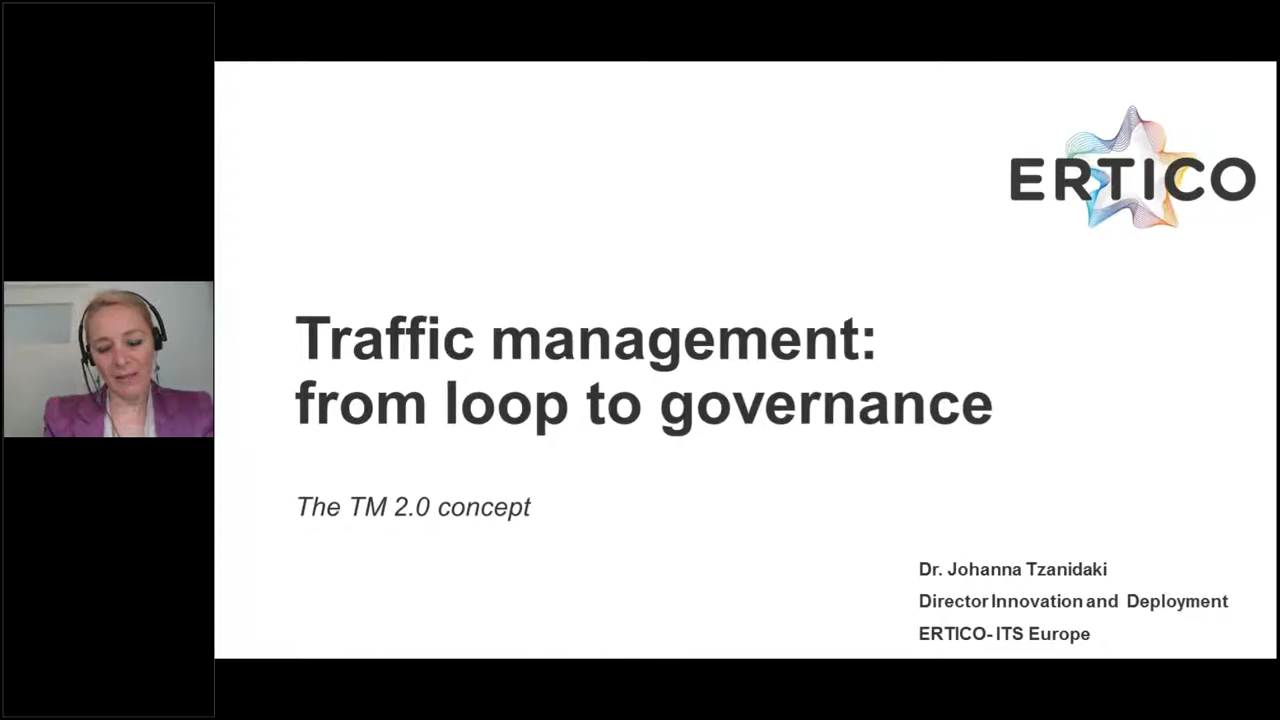 ERTICO
Traffic management:
from loop to governance
The TM 2.0 concept
Dr. Johanna Tzanidaki
Director Innovation and Deployment
ERTICO- ITS Europe